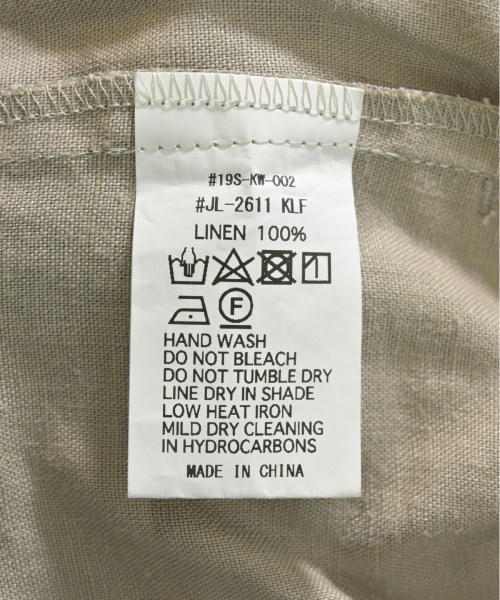 #19S-KW-002
#JL-2611 KLF
LINEN 100%
F
HAND WASH
DO NOT BLEACH
DO NOT TUMBLE DRY
LINE DRY IN SHADE
LOW HEAT IRON
MILD DRY CLEANING
IN HYDROCARBONS
MADE IN CHINA